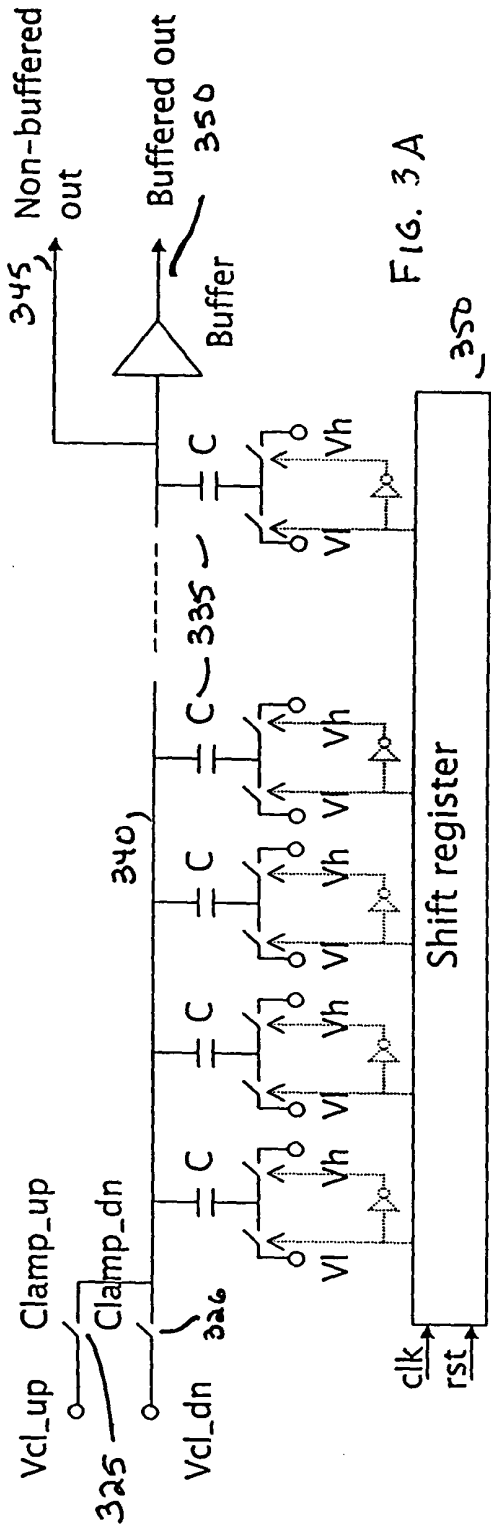 Vcl_up
Clamp_up
325
Clamp_dn
Vcl_dn
326
340
345
Non-buffered
out
Buffered out
350
Buffer
C
C
C
C
335
C
Vl
Vh
Vl
Vh
Vl
Vh
Vl
Vh
Vl
Vh
clk
rst
Shift register
350
FIG. 3A